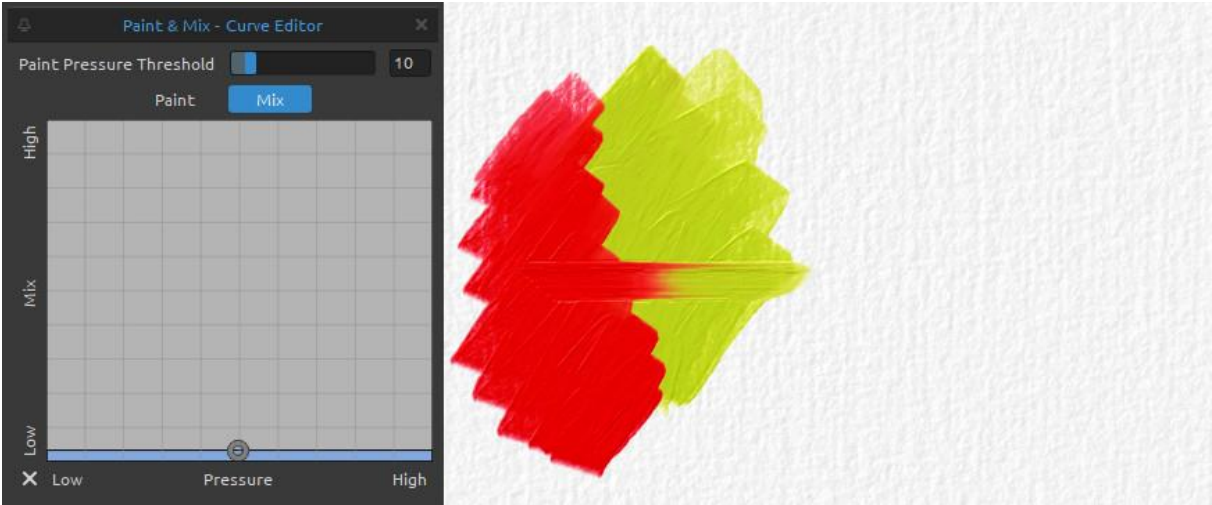 Paint & Mix - Curve Editor
Paint Pressure Threshold 10
Paint Mix
High
Mix
Low
Low Pressure High